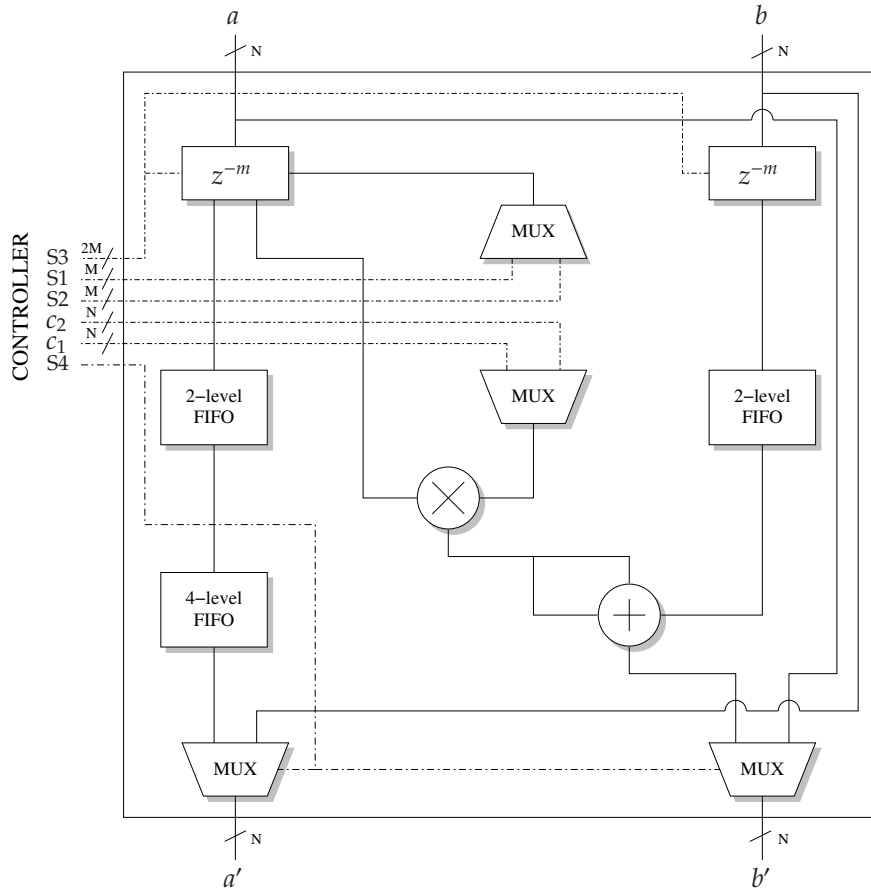 a b
N N
z⁻ᵐ z⁻ᵐ
MUX
CONTROLLER
2M
S3
M
S1
M
S2
N
c₂
N
c₁
S4
2−level
FIFO
MUX
2−level
FIFO
4−level
FIFO
MUX MUX
N N
a′ b′